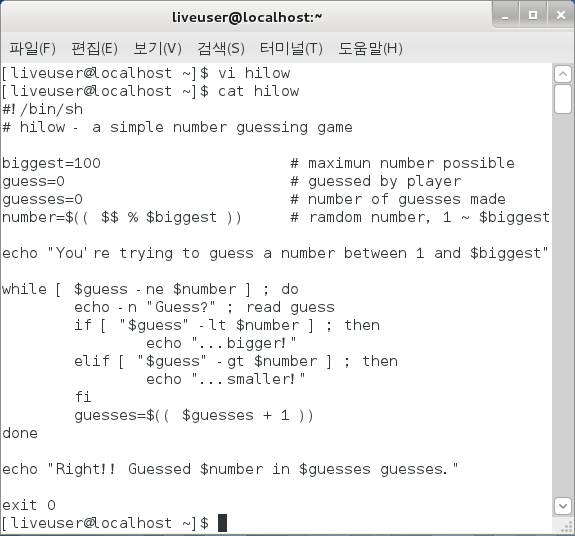 liveuser@localhost:~
파일(F) 편집(E) 보기(V) 검색(S) 터미널(T) 도움말(H)
[liveuser@localhost ~]$ vi hilow
[liveuser@localhost ~]$ cat hilow
#!/bin/sh
# hilow - a simple number guessing game
biggest=100 # maximun number possible
guess=0 # guessed by player
guesses=0 # number of guesses made
number=$(( $$ % $biggest )) # ramdom number, 1 ~ $biggest
echo "You're trying to guess a number between 1 and $biggest"
while [ $guess -ne $number ] ; do
echo -n "Guess?" ; read guess
if [ "$guess" -lt $number ] ; then
echo "...bigger!"
elif [ "$guess" -gt $number ] ; then
echo "...smaller!"
fi
guesses=$(( $guesses + 1 ))
done
echo "Right!! Guessed $number in $guesses guesses."
exit 0
[liveuser@localhost ~]$